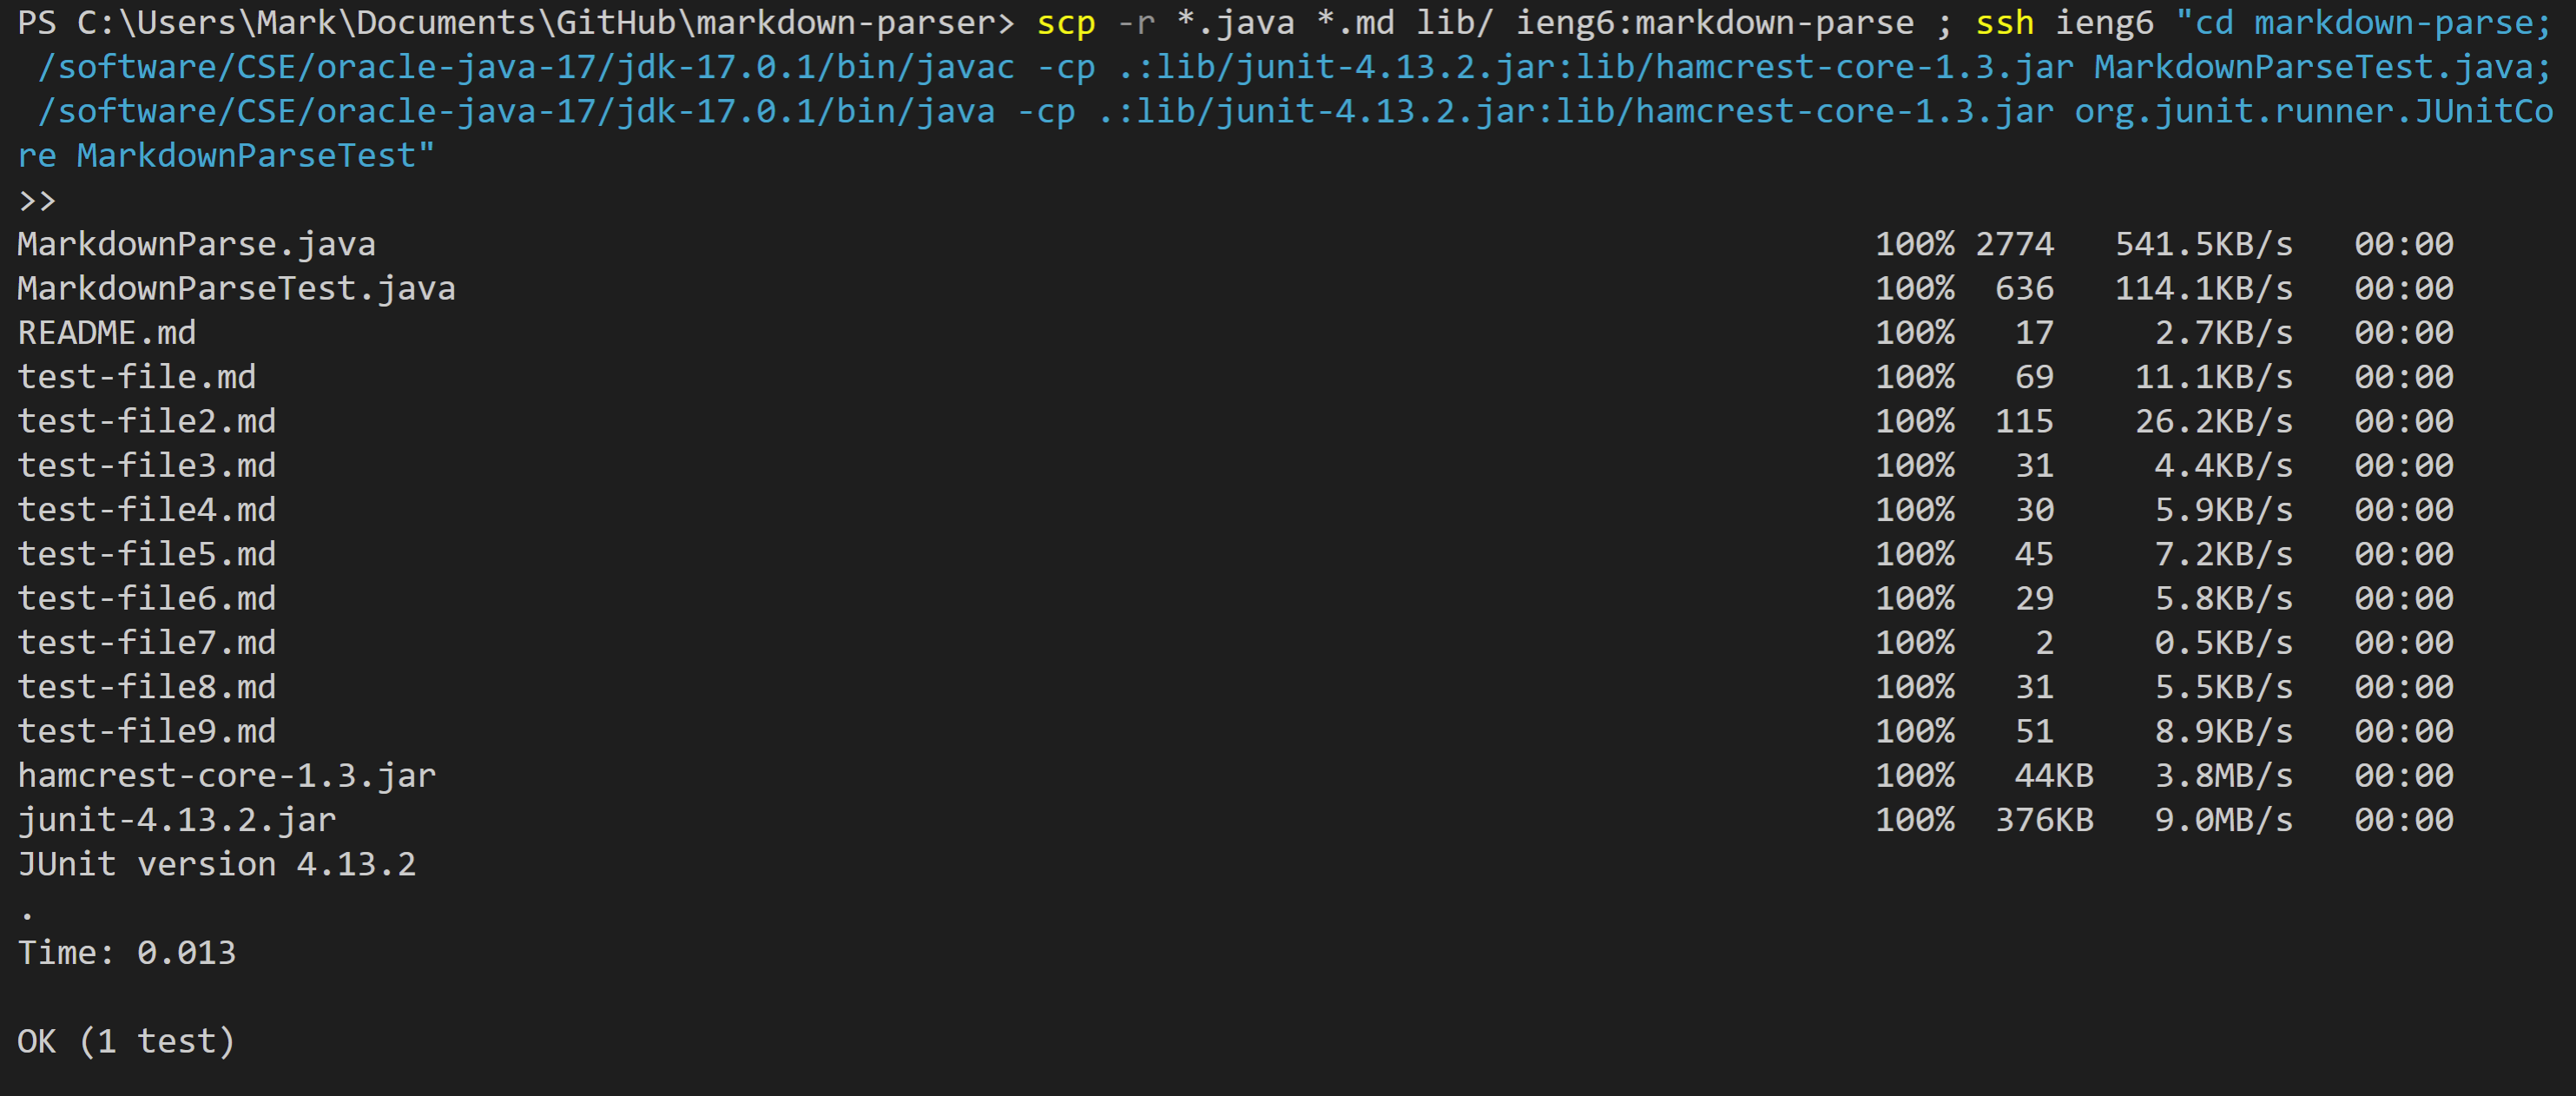 PS C:\Users\Mark\Documents\GitHub\markdown-parser> scp -r *.java *.md lib/ ieng6:markdown-parse ; ssh ieng6 "cd markdown-parse;
 /software/CSE/oracle-java-17/jdk-17.0.1/bin/javac -cp .:lib/junit-4.13.2.jar:lib/hamcrest-core-1.3.jar MarkdownParseTest.java;
 /software/CSE/oracle-java-17/jdk-17.0.1/bin/java -cp .:lib/junit-4.13.2.jar:lib/hamcrest-core-1.3.jar org.junit.runner.JUnitCo
re MarkdownParseTest"
>>
MarkdownParse.java 100% 2774 541.5KB/s 00:00
MarkdownParseTest.java 100% 636 114.1KB/s 00:00
README.md 100% 17 2.7KB/s 00:00
test-file.md 100% 69 11.1KB/s 00:00
test-file2.md 100% 115 26.2KB/s 00:00
test-file3.md 100% 31 4.4KB/s 00:00
test-file4.md 100% 30 5.9KB/s 00:00
test-file5.md 100% 45 7.2KB/s 00:00
test-file6.md 100% 29 5.8KB/s 00:00
test-file7.md 100% 2 0.5KB/s 00:00
test-file8.md 100% 31 5.5KB/s 00:00
test-file9.md 100% 51 8.9KB/s 00:00
hamcrest-core-1.3.jar 100% 44KB 3.8MB/s 00:00
junit-4.13.2.jar 100% 376KB 9.0MB/s 00:00
JUnit version 4.13.2
.
Time: 0.013
OK (1 test)